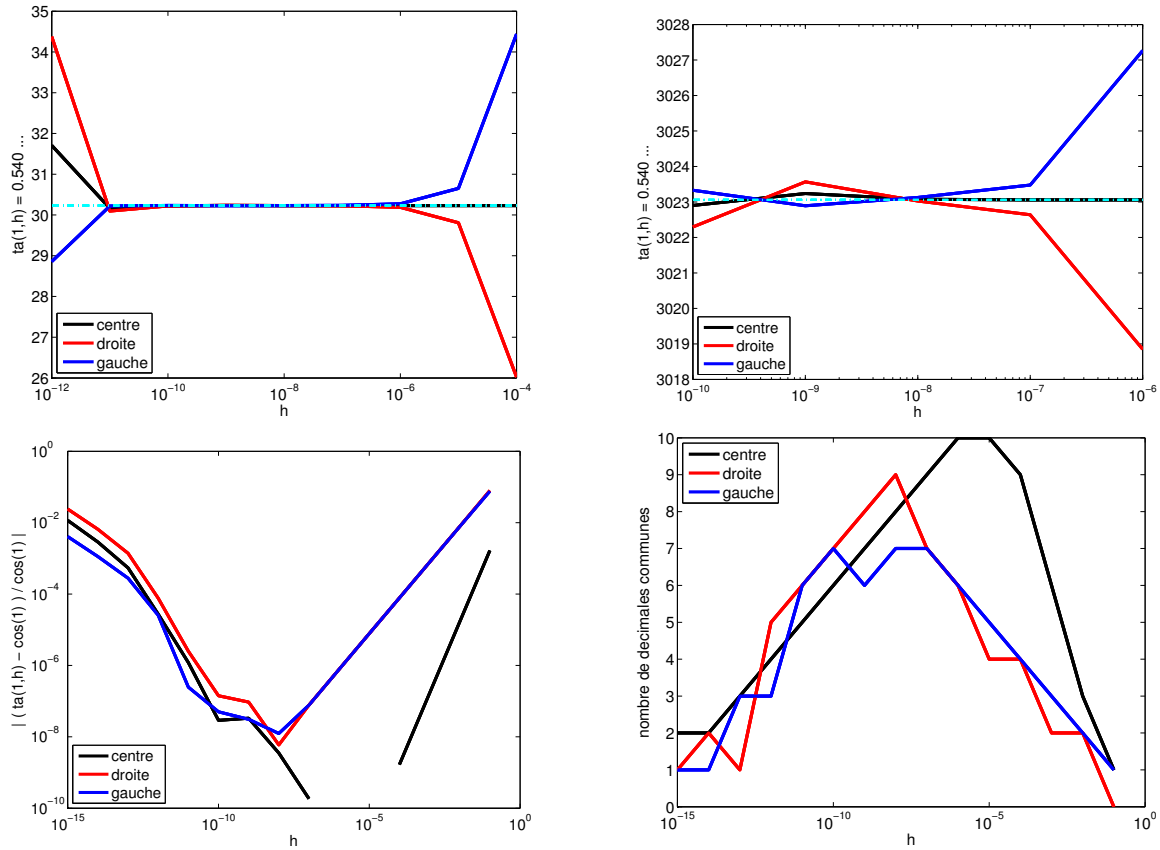 35
34
33
32
31
30
29
28
27
26
ta(1,h) = 0.540 ...
centre
droite
gauche
10^-12 10^-10 10^-8 10^-6 10^-4
h
3028
3027
3026
3025
3024
3023
3022
3021
3020
3019
3018
ta(1,h) = 0.540 ...
centre
droite
gauche
10^-10 10^-9 10^-8 10^-7 10^-6
h
10^0
10^-2
10^-4
10^-6
10^-8
10^-10
| ( ta(1,h) − cos(1) ) / cos(1) |
centre
droite
gauche
10^-15 10^-10 10^-5 10^0
h
10
9
8
7
6
5
4
3
2
1
0
nombre de decimales communes
centre
droite
gauche
10^-15 10^-10 10^-5 10^0
h